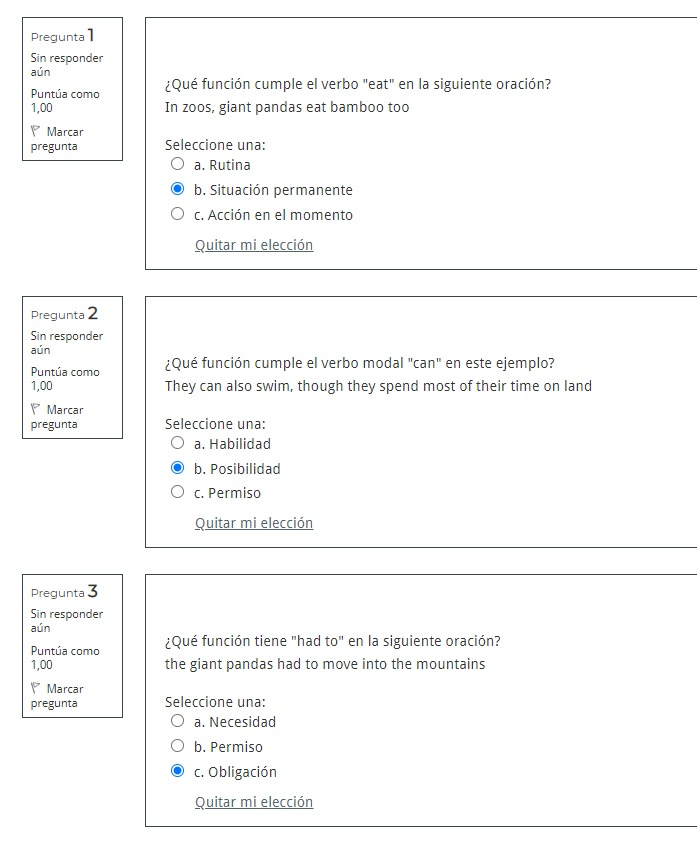 Pregunta 1
Sin responder
aún
Puntúa como
1,00
Marcar
pregunta
¿Qué función cumple el verbo "eat" en la siguiente oración?
In zoos, giant pandas eat bamboo too
Seleccione una:
a. Rutina
b. Situación permanente
c. Acción en el momento
Quitar mi elección
Pregunta 2
Sin responder
aún
Puntúa como
1,00
Marcar
pregunta
¿Qué función cumple el verbo modal "can" en este ejemplo?
They can also swim, though they spend most of their time on land
Seleccione una:
a. Habilidad
b. Posibilidad
c. Permiso
Quitar mi elección
Pregunta 3
Sin responder
aún
Puntúa como
1,00
Marcar
pregunta
¿Qué función tiene "had to" en la siguiente oración?
the giant pandas had to move into the mountains
Seleccione una:
a. Necesidad
b. Permiso
c. Obligación
Quitar mi elección